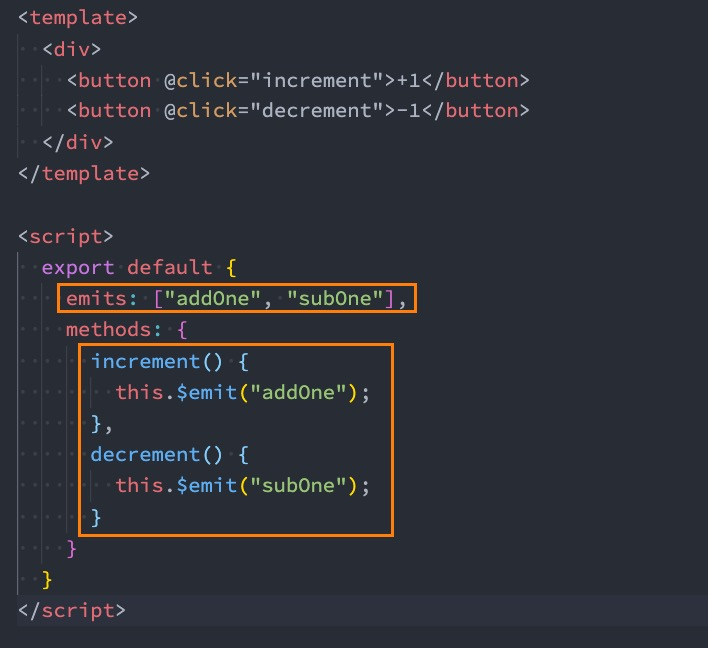 <template>
  <div>
    <button @click="increment">+1</button>
    <button @click="decrement">-1</button>
  </div>
</template>

<script>
  export default {
    emits: ["addOne", "subOne"],
    methods: {
      increment() {
        this.$emit("addOne");
      },
      decrement() {
        this.$emit("subOne");
      }
    }
  }
</script>